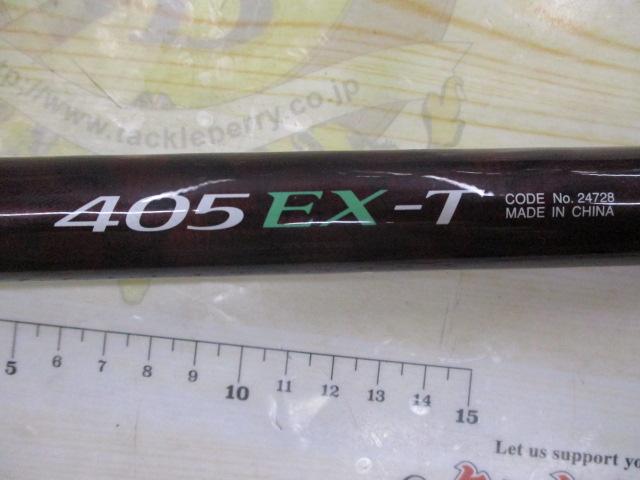 http://www.tackleperry.co.jp
405 EX-T
CODE No. 24728
MADE IN CHINA
5 6 7 8 9 10 11 12 13 14 15
Let us support yo